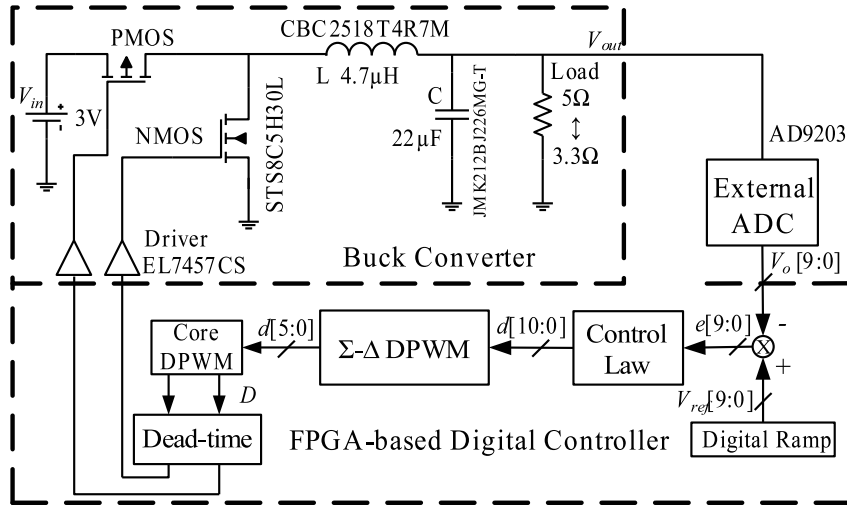 CBC2518T4R7M
PMOS
L 4.7µH
V_out
V_in
3V
NMOS
STS8C5H30L
C
22µF
JMK212BJ226MG-T
Load
5Ω
↕
3.3Ω
AD9203
External
ADC
Driver
EL7457CS
Buck Converter
V_o [9:0]
Core
DPWM
d[5:0]
Σ-Δ DPWM
d[10:0]
Control
Law
e[9:0]
-
+
D
Dead-time
V_ref[9:0]
FPGA-based Digital Controller
Digital Ramp